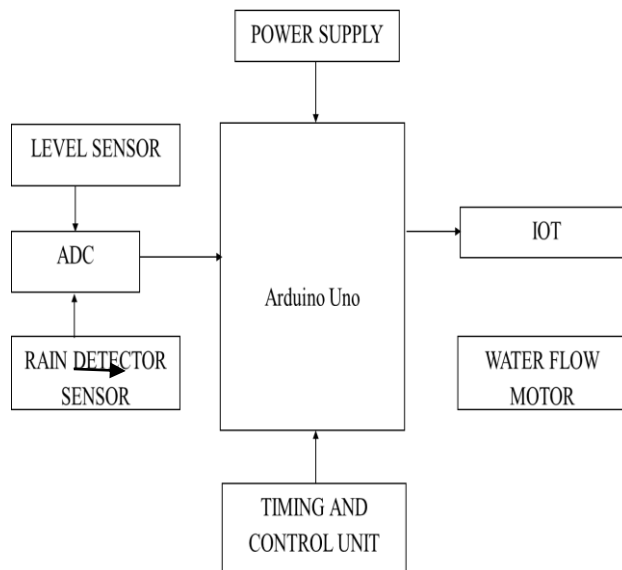 POWER SUPPLY
LEVEL SENSOR
ADC
RAIN DETECTOR
SENSOR
Arduino Uno
IOT
WATER FLOW
MOTOR
TIMING AND
CONTROL UNIT